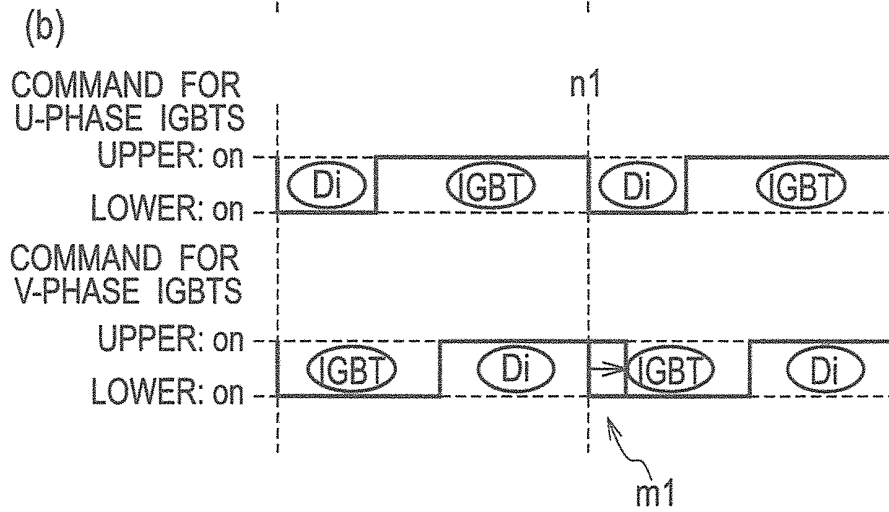 (b)
COMMAND FOR
U-PHASE IGBTS
n1
UPPER: on
Di IGBT Di IGBT
LOWER: on
COMMAND FOR
V-PHASE IGBTS
UPPER: on
IGBT Di IGBT Di
LOWER: on
m1